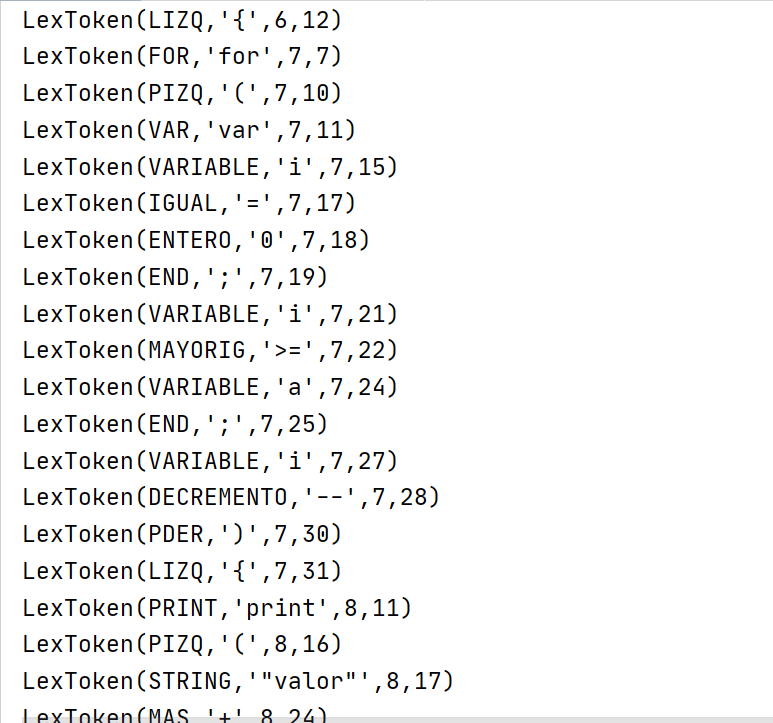 LexToken(LIZQ,'{',6,12)
LexToken(FOR,'for',7,7)
LexToken(PIZQ,'(',7,10)
LexToken(VAR,'var',7,11)
LexToken(VARIABLE,'i',7,15)
LexToken(IGUAL,'=',7,17)
LexToken(ENTERO,'0',7,18)
LexToken(END,';',7,19)
LexToken(VARIABLE,'i',7,21)
LexToken(MAYORIG,'>=',7,22)
LexToken(VARIABLE,'a',7,24)
LexToken(END,';',7,25)
LexToken(VARIABLE,'i',7,27)
LexToken(DECREMENTO,'--',7,28)
LexToken(PDER,')',7,30)
LexToken(LIZQ,'{',7,31)
LexToken(PRINT,'print',8,11)
LexToken(PIZQ,'(',8,16)
LexToken(STRING,'"valor"',8,17)
LexToken(MAS,'+',8,24)